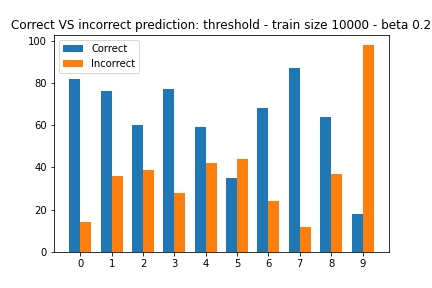 Correct VS incorrect prediction: threshold - train size 10000 - beta 0.2
100
80
60
40
20
0
Correct
Incorrect
0 1 2 3 4 5 6 7 8 9